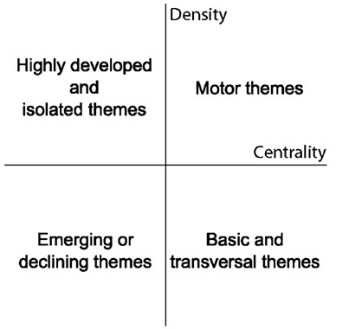 Density
Highly developed
and
isolated themes
Motor themes
Centrality
Emerging or
declining themes
Basic and
transversal themes